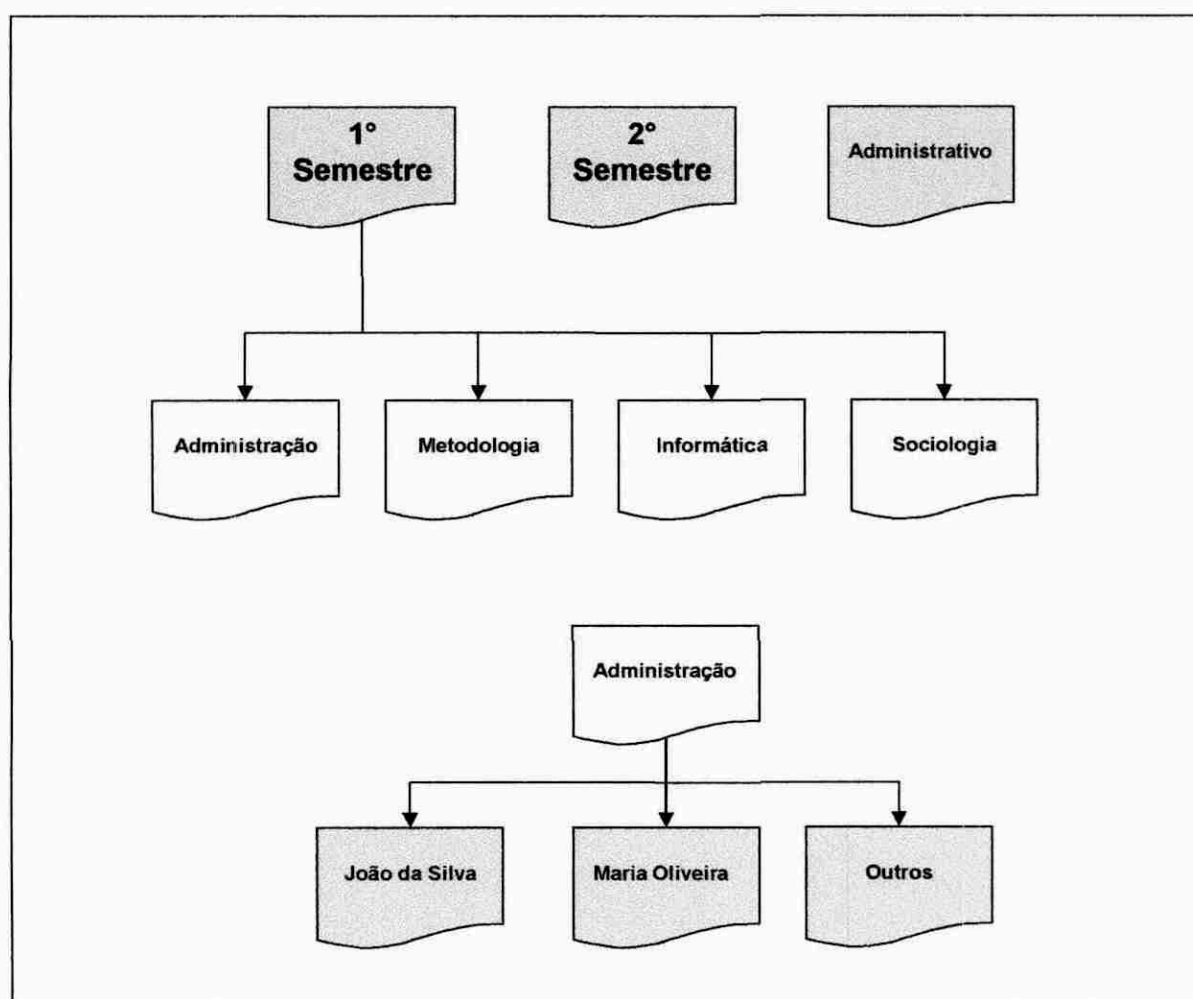 1°
Semestre
2°
Semestre
Administrativo
Administração
Metodologia
Informática
Sociologia
Administração
João da Silva
Maria Oliveira
Outros